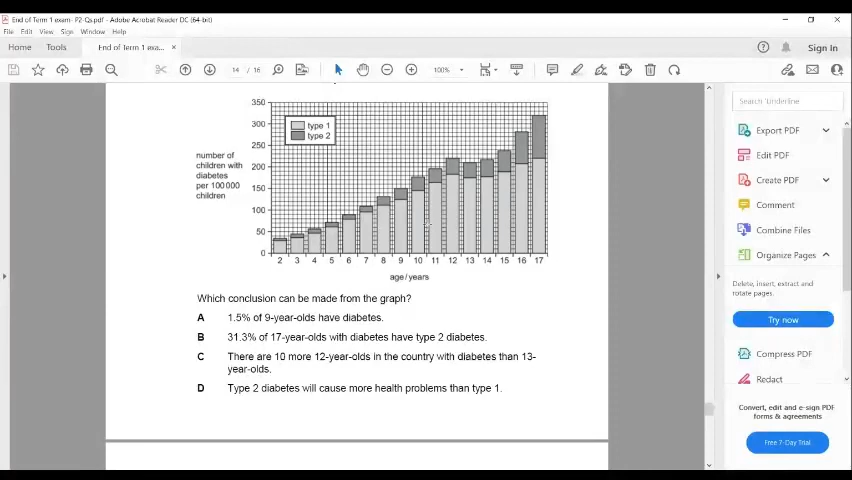 End of Term 1 exam- P2-Qs.pdf - Adobe Acrobat Reader DC (64-bit)
File Edit View Sign Window Help
Home Tools End of Term 1 exa... × Sign In
14 / 16 100%
350
300
250
200
150
100
50
0
type 1
type 2
number of
children with
diabetes
per 100 000
children
2 3 4 5 6 7 8 9 10 11 12 13 14 15 16 17
age / years
Which conclusion can be made from the graph?
A 1.5% of 9-year-olds have diabetes.
B 31.3% of 17-year-olds with diabetes have type 2 diabetes.
C There are 10 more 12-year-olds in the country with diabetes than 13-
year-olds.
D Type 2 diabetes will cause more health problems than type 1.
Search 'Underline
Export PDF
Edit PDF
Create PDF
Comment
Combine Files
Organize Pages
Delete, insert, extract and
rotate pages.
Try now
Compress PDF
Redact
Convert, edit and e-sign PDF
forms & agreements
Free 7-Day Trial